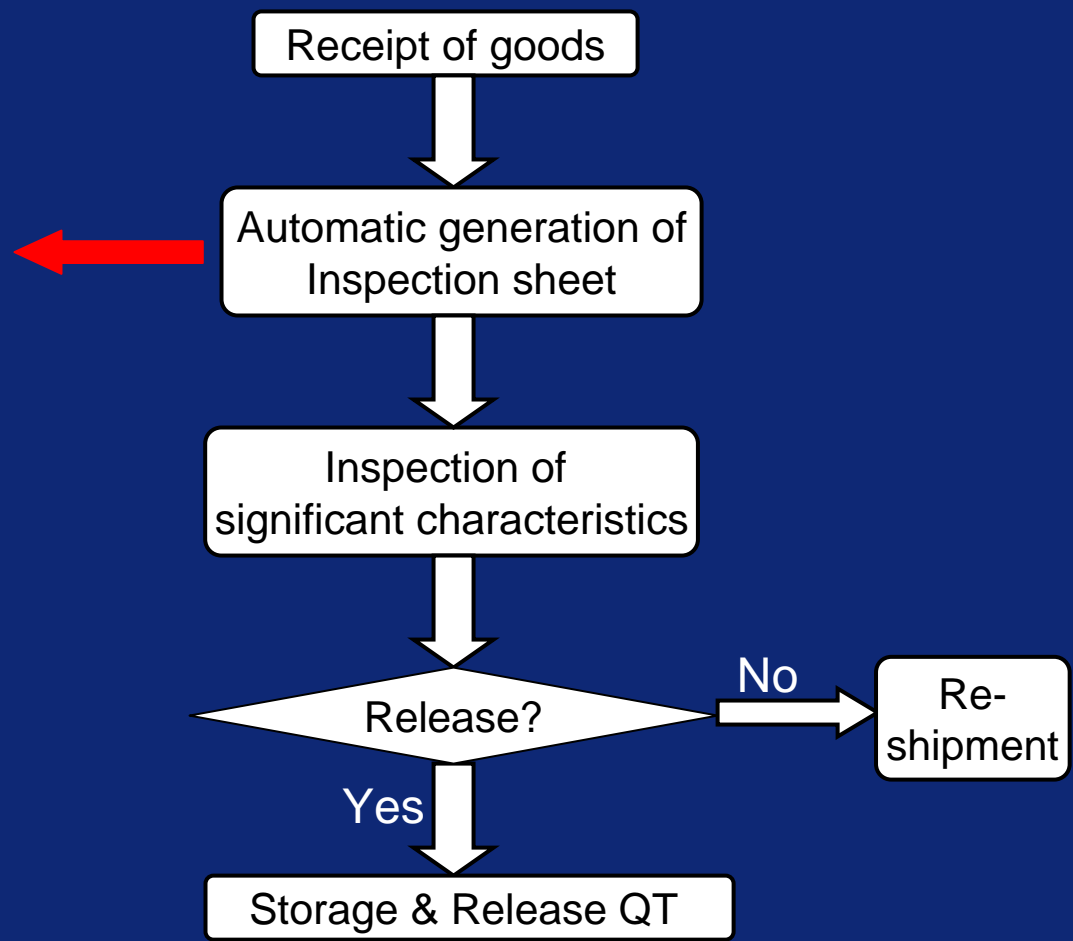 Receipt of goods
Automatic generation of
Inspection sheet
Inspection of
significant characteristics
Release?
No
Re-
shipment
Yes
Storage & Release QT